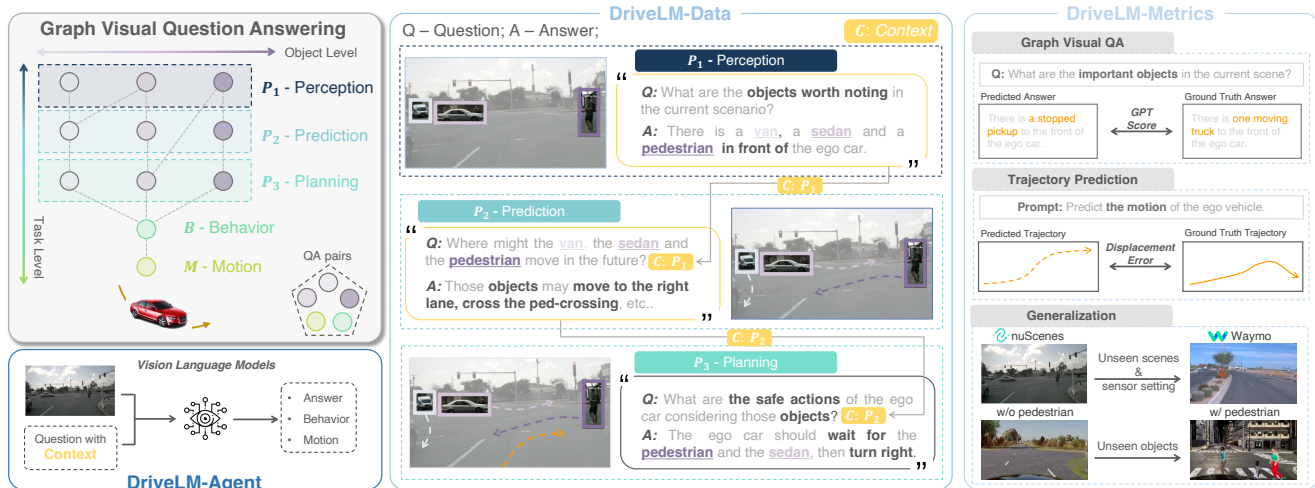 Graph Visual Question Answering
Object Level
Task Level
P1 - Perception
P2 - Prediction
P3 - Planning
B - Behavior
M - Motion
QA pairs
Vision Language Models
Question with
Context
• Answer
• Behavior
• Motion
DriveLM-Agent
DriveLM-Data
Q – Question; A – Answer;
C: Context
P1 - Perception
“
Q: What are the objects worth noting in
the current scenario?
A: There is a van, a sedan and a
pedestrian in front of the ego car.
”
C: P1
P2 - Prediction
“
Q: Where might the van, the sedan and
the pedestrian move in the future? C: P1
A: Those objects may move to the right
lane, cross the ped-crossing, etc..
”
C: P2
P3 - Planning
“
Q: What are the safe actions of the ego
car considering those objects? C: P2
A: The ego car should wait for the
pedestrian and the sedan, then turn right.
”
DriveLM-Metrics
Graph Visual QA
Q: What are the important objects in the current scene?
Predicted Answer
There is a stopped
pickup to the front of
the ego car.
GPT
Score
Ground Truth Answer
There is one moving
truck to the front of
the ego car.
Trajectory Prediction
Prompt: Predict the motion of the ego vehicle.
Predicted Trajectory
Displacement
Error
Ground Truth Trajectory
Generalization
nuScenes
Unseen scenes
&
sensor setting
Waymo
w/o pedestrian
Unseen objects
w/ pedestrian